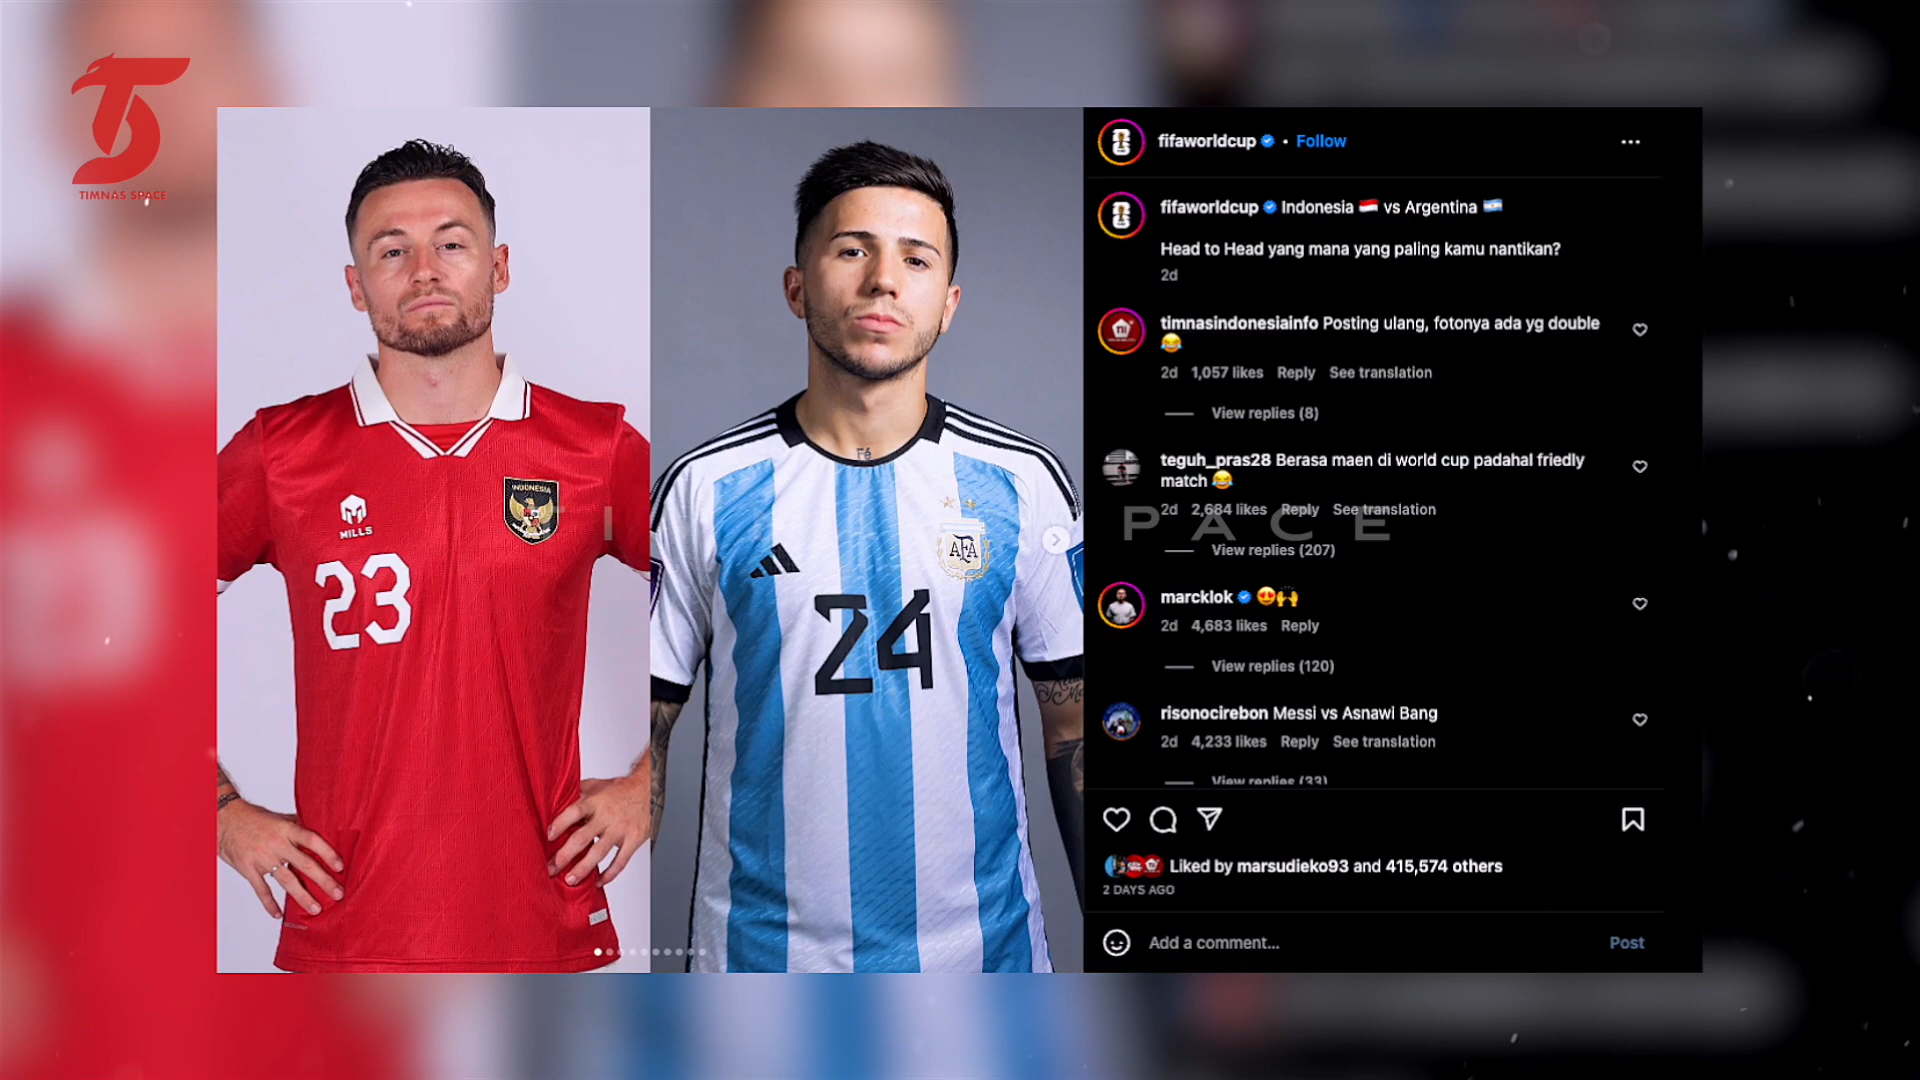 TIMNAS SPACE
INDONESIA
MILLS
23
Fé
AFA
24
fifaworldcup • Follow
fifaworldcup Indonesia 🇮🇩 vs Argentina 🇦🇷
Head to Head yang mana yang paling kamu nantikan?
2d
timnasindonesiainfo Posting ulang, fotonya ada yg double
😂
2d 1,057 likes Reply See translation
View replies (8)
teguh_pras28 Berasa maen di world cup padahal friedly
match 😂
2d 2,684 likes Reply See translation
View replies (207)
marcklok 😍🙌
2d 4,683 likes Reply
View replies (120)
risonocirebon Messi vs Asnawi Bang
2d 4,233 likes Reply See translation
View replies (33)
Liked by marsudieko93 and 415,574 others
2 DAYS AGO
Add a comment... Post